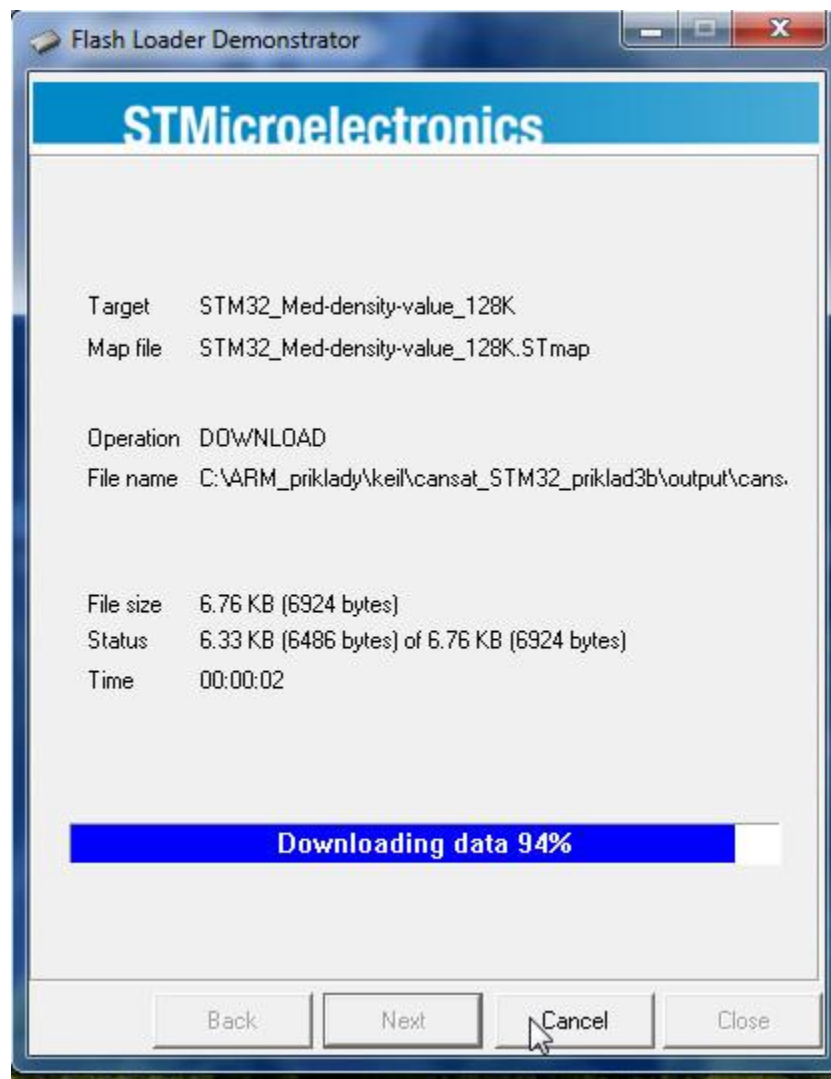 Flash Loader Demonstrator
STMicroelectronics
Target STM32_Med-density-value_128K
Map file STM32_Med-density-value_128K.STmap
Operation DOWNLOAD
File name C:\ARM_priklady\keil\cansat_STM32_priklad3b\output\cans
File size 6.76 KB (6924 bytes)
Status 6.33 KB (6486 bytes) of 6.76 KB (6924 bytes)
Time 00:00:02
Downloading data 94%
Back Next Cancel Close